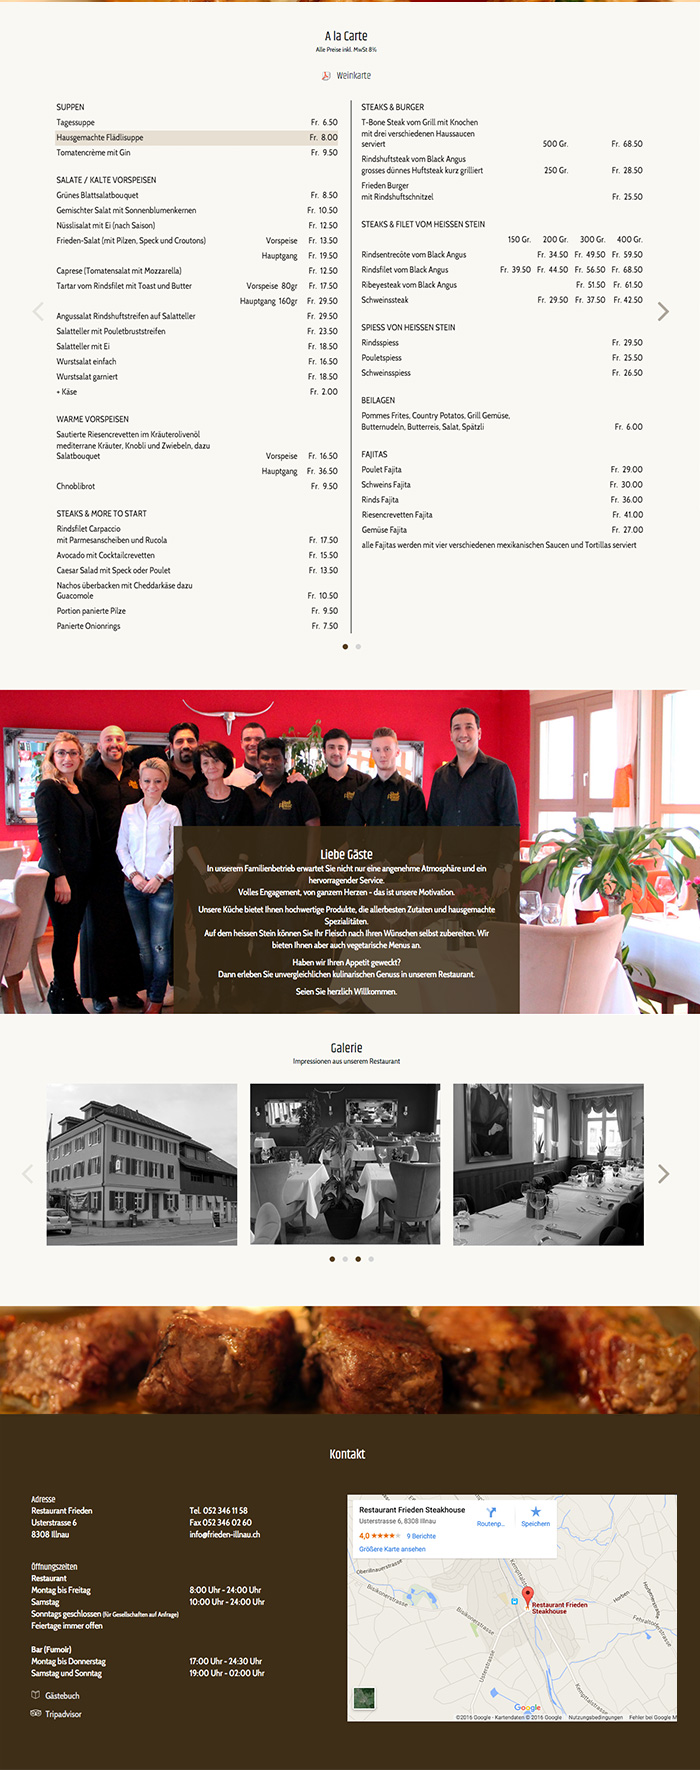 A la Carte
Alle Preise inkl. MwSt 8%
Weinkarte
SUPPEN
Tagessuppe Fr. 6.50
Hausgemachte Flädlisuppe Fr. 8.00
Tomatencrème mit Gin Fr. 9.50
SALATE / KALTE VORSPEISEN
Grünes Blattsalatbouquet Fr. 8.50
Gemischter Salat mit Sonnenblumenkernen Fr. 10.50
Nüsslisalat mit Ei (nach Saison) Fr. 12.50
Frieden-Salat (mit Pilzen, Speck und Croutons) Vorspeise Fr. 13.50
Hauptgang Fr. 19.50
Caprese (Tomatensalat mit Mozzarella) Fr. 12.50
Tartar vom Rindsfilet mit Toast und Butter Vorspeise 80gr Fr. 17.50
Hauptgang 160gr Fr. 29.50
Angussalat Rindshuftstreifen auf Salatteller Fr. 29.50
Salatteller mit Pouletbruststreifen Fr. 23.50
Salatteller mit Ei Fr. 18.50
Wurstsalat einfach Fr. 16.50
Wurstsalat garniert Fr. 18.50
+ Käse Fr. 2.00
WARME VORSPEISEN
Sautierte Riesencrevetten im Kräuterolivenöl
mediterrane Kräuter, Knobli und Zwiebeln, dazu
Salatbouquet Vorspeise Fr. 16.50
Hauptgang Fr. 36.50
Chnoblibrot Fr. 9.50
STEAKS & MORE TO START
Rindsfilet Carpaccio
mit Parmesanscheiben und Rucola Fr. 17.50
Avocado mit Cocktailcrevetten Fr. 15.50
Caesar Salad mit Speck oder Poulet Fr. 13.50
Nachos überbacken mit Cheddarkäse dazu
Guacomole Fr. 10.50
Portion panierte Pilze Fr. 9.50
Panierte Onionrings Fr. 7.50
STEAKS & BURGER
T-Bone Steak vom Grill mit Knochen
mit drei verschiedenen Haussaucen
serviert 500 Gr. Fr. 68.50
Rindshuftsteak vom Black Angus
grosses dünnes Huftsteak kurz grilliert 250 Gr. Fr. 28.50
Frieden Burger
mit Rindshuftschnitzel Fr. 25.50
STEAKS & FILET VOM HEISSEN STEIN
150 Gr. 200 Gr. 300 Gr. 400 Gr.
Rindsentrecôte vom Black Angus Fr. 34.50 Fr. 49.50 Fr. 59.50
Rindsfilet vom Black Angus Fr. 39.50 Fr. 44.50 Fr. 56.50 Fr. 68.50
Ribeyesteak vom Black Angus Fr. 51.50 Fr. 61.50
Schweinssteak Fr. 29.50 Fr. 37.50 Fr. 42.50
SPIESS VON HEISSEN STEIN
Rindsspiess Fr. 29.50
Pouletspiess Fr. 25.50
Schweinsspiess Fr. 26.50
BEILAGEN
Pommes Frites, Country Potatos, Grill Gemüse,
Butternudeln, Butterreis, Salat, Spätzli Fr. 6.00
FAJITAS
Poulet Fajita Fr. 29.00
Schweins Fajita Fr. 30.00
Rinds Fajita Fr. 36.00
Riesencrevetten Fajita Fr. 41.00
Gemüse Fajita Fr. 27.00
alle Fajitas werden mit vier verschiedenen mexikanischen Saucen und Tortillas serviert
Liebe Gäste
In unserem Familienbetrieb erwartet Sie nicht nur eine angenehme Atmosphäre und ein
hervorragender Service.
Volles Engagement, von ganzem Herzen - das ist unsere Motivation.
Unsere Küche bietet Ihnen hochwertige Produkte, die allerbesten Zutaten und hausgemachte
Spezialitäten.
Auf dem heissen Stein können Sie Ihr Fleisch nach Ihren Wünschen selbst zubereiten. Wir
bieten Ihnen aber auch vegetarische Menus an.
Haben wir Ihren Appetit geweckt?
Dann erleben Sie unvergleichlichen kulinarischen Genuss in unserem Restaurant.
Seien Sie herzlich Willkommen.
Galerie
Impressionen aus unserem Restaurant
Kontakt
Adresse
Restaurant Frieden Tel. 052 346 11 58
Usterstrasse 6 Fax 052 346 02 60
8308 Illnau info@frieden-illnau.ch
Öffnungszeiten
Restaurant
Montag bis Freitag 8:00 Uhr - 24:00 Uhr
Samstag 10:00 Uhr - 24:00 Uhr
Sonntags geschlossen (für Gesellschaften auf Anfrage)
Feiertage immer offen
Bar (Fumoir)
Montag bis Donnerstag 17:00 Uhr - 24:30 Uhr
Samstag und Sonntag 19:00 Uhr - 02:00 Uhr
Gästebuch
Tripadvisor
Restaurant Frieden Steakhouse
Usterstrasse 6, 8308 Illnau
4,0 9 Berichte
Größere Karte ansehen
Routenp...
Speichern
Oberillnauerstrasse
Bisikonerstrasse
Bisikonerstrasse
Kempttalstrasse
Usterstrasse
Kempttalstrasse
Horben
Hodlernerstrasse
Fehraltorferstrasse
Restaurant Frieden
Steakhouse
Google
©2016 Google - Kartendaten © 2016 Google Nutzungsbedingungen Fehler bei Google M